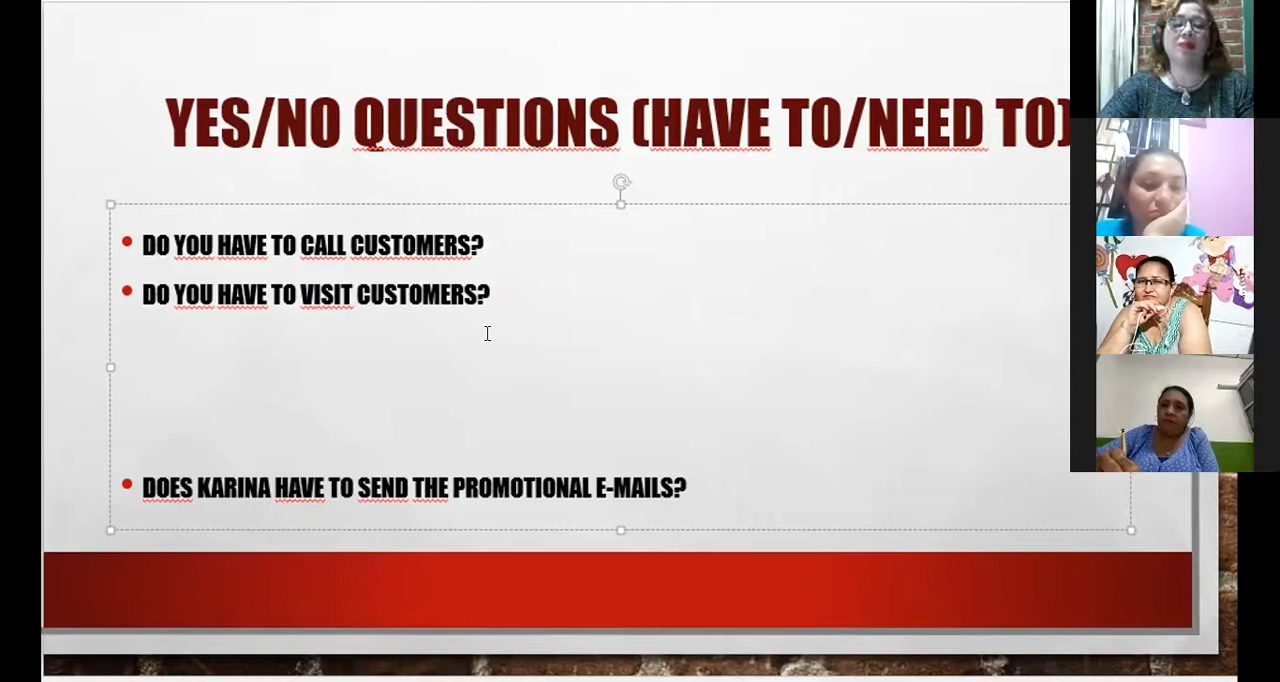 YES/NO QUESTIONS (HAVE TO/NEED TO)
DO YOU HAVE TO CALL CUSTOMERS?
DO YOU HAVE TO VISIT CUSTOMERS?
DOES KARINA HAVE TO SEND THE PROMOTIONAL E-MAILS?